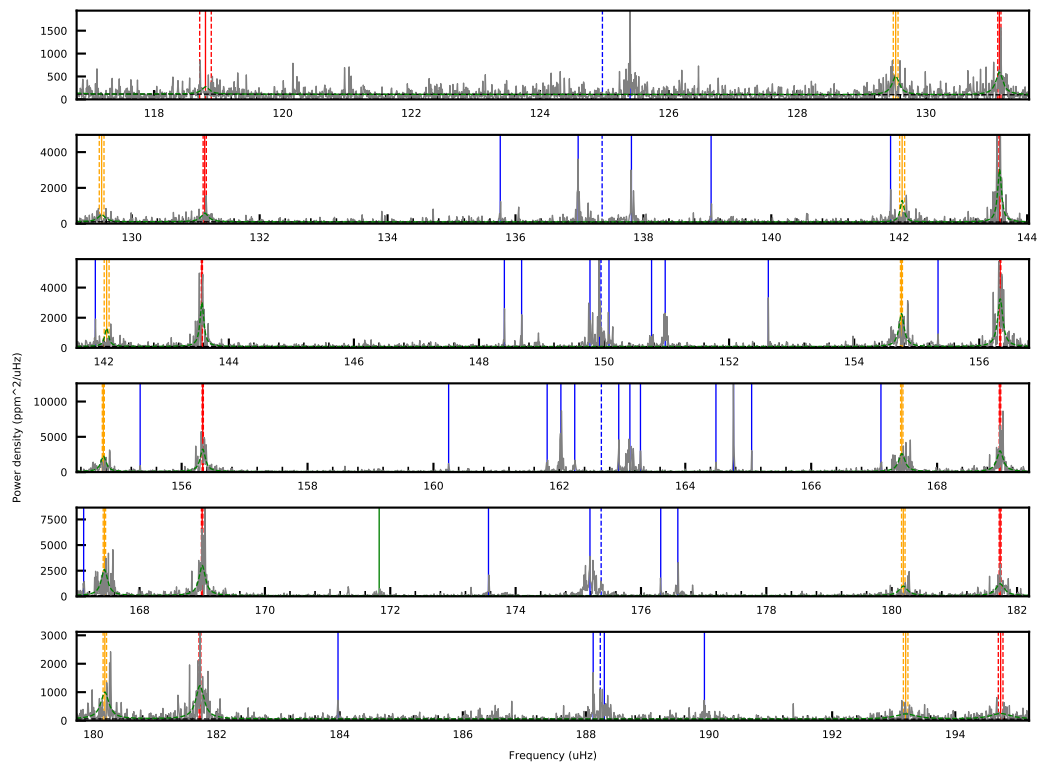 1500
1000
500
0
118 120 122 124 126 128 130
4000
2000
0
130 132 134 136 138 140 142 144
4000
2000
0
142 144 146 148 150 152 154 156
Power density (ppm^2/uHz)
10000
5000
0
156 158 160 162 164 166 168
7500
5000
2500
0
168 170 172 174 176 178 180 182
3000
2000
1000
0
180 182 184 186 188 190 192 194
Frequency (uHz)